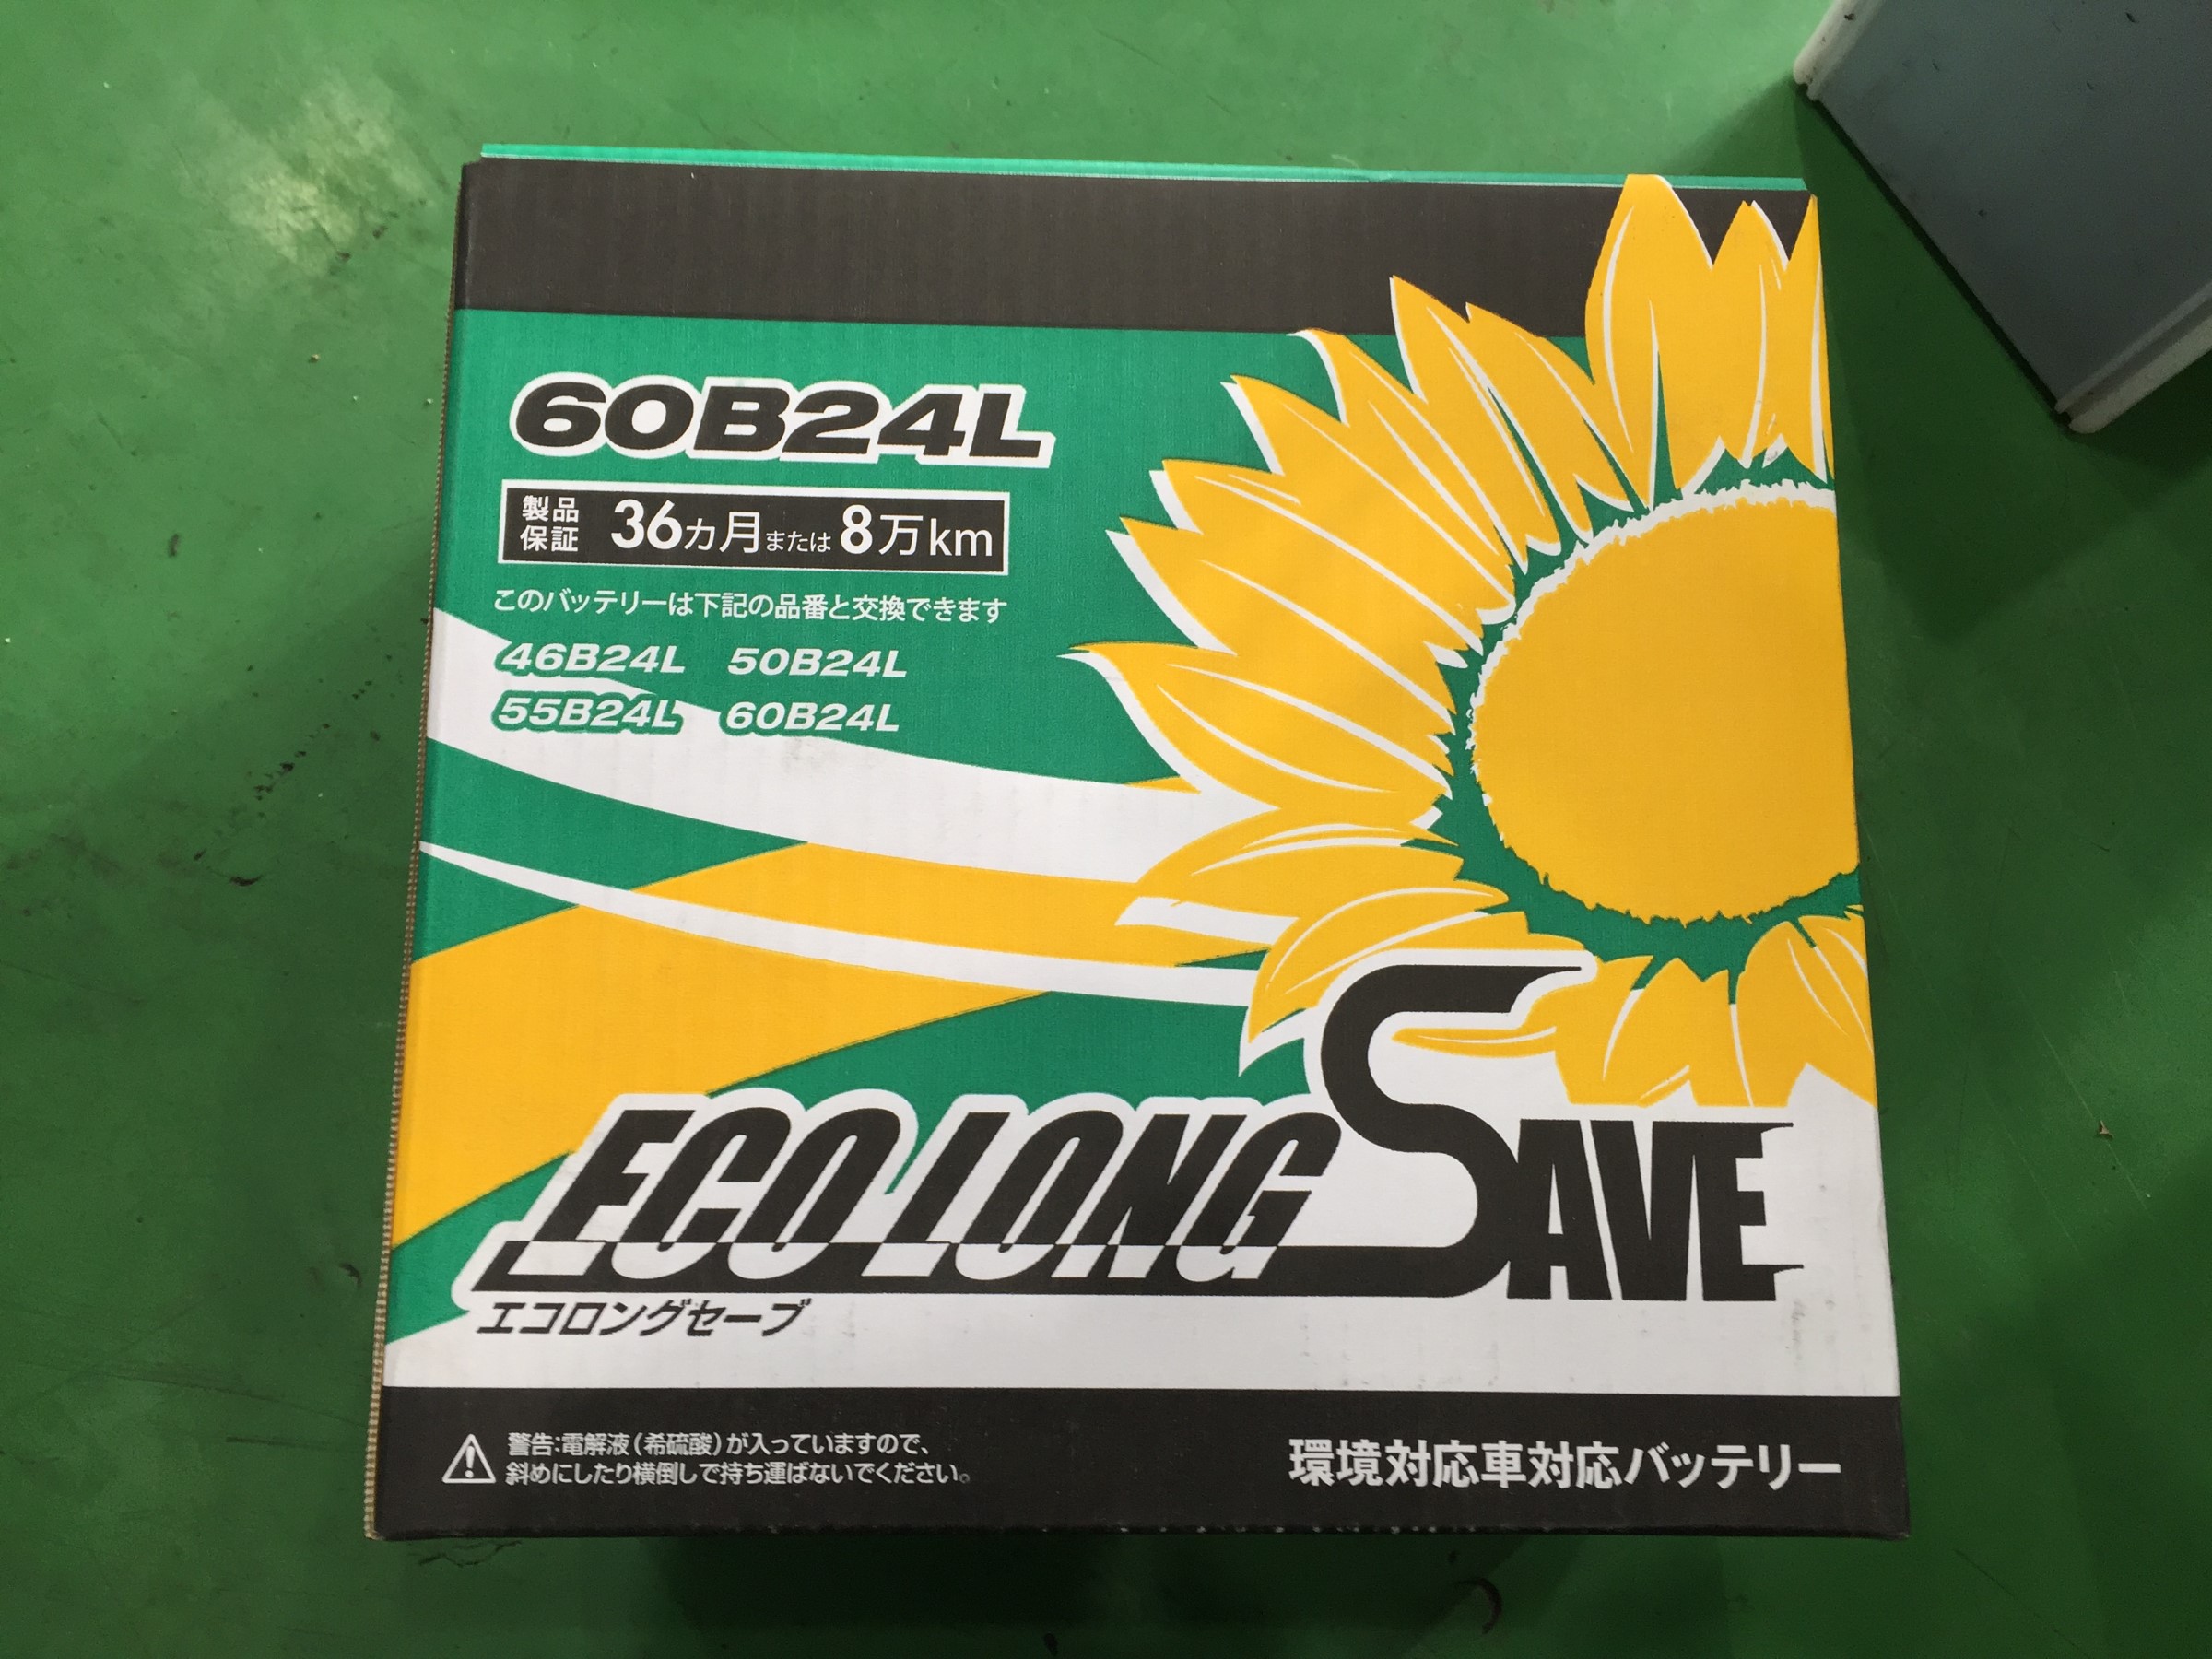 60B24L
製品保証 36カ月または8万km
このバッテリーは下記の品番と交換できます
46B24L 50B24L
55B24L 60B24L
ECO LONG SAVE
エコロングセーブ
警告:電解液(希硫酸)が入っていますので、
斜めにしたり横倒しで持ち運ばないでください。
環境対応車対応バッテリー